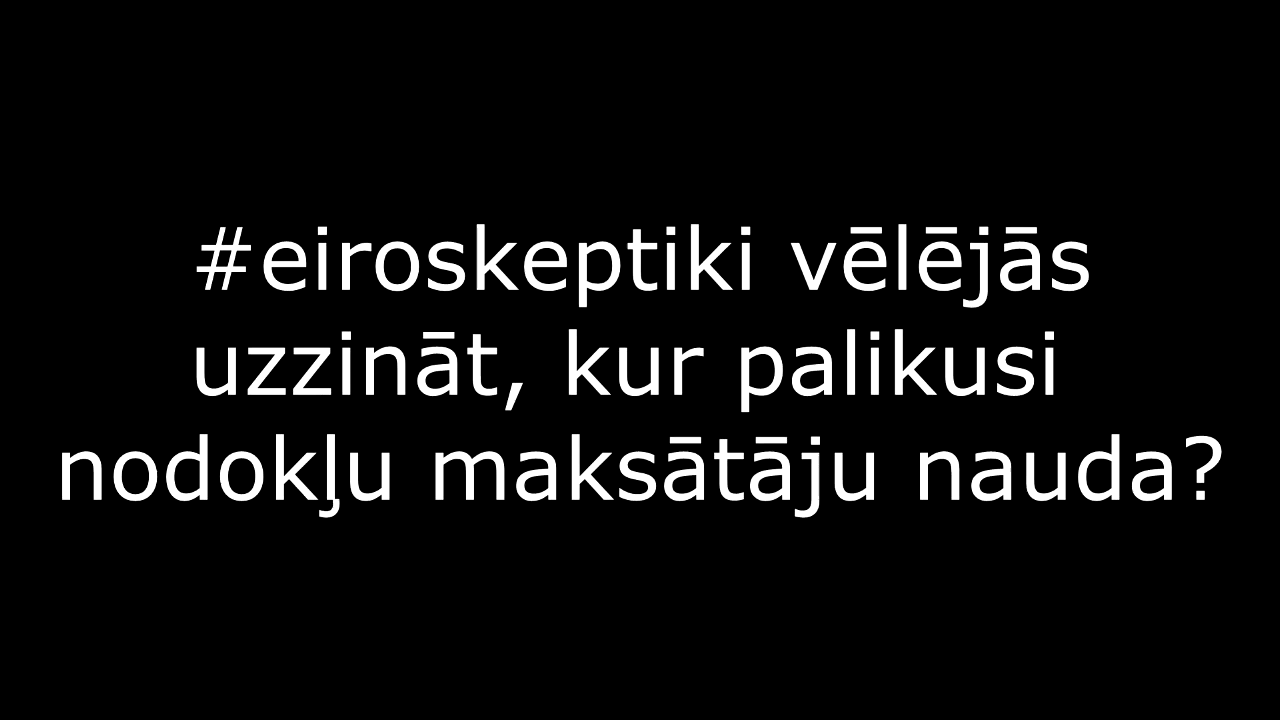 #eiroskeptiki vēlējās
uzzināt, kur palikusi
nodokļu maksātāju nauda?